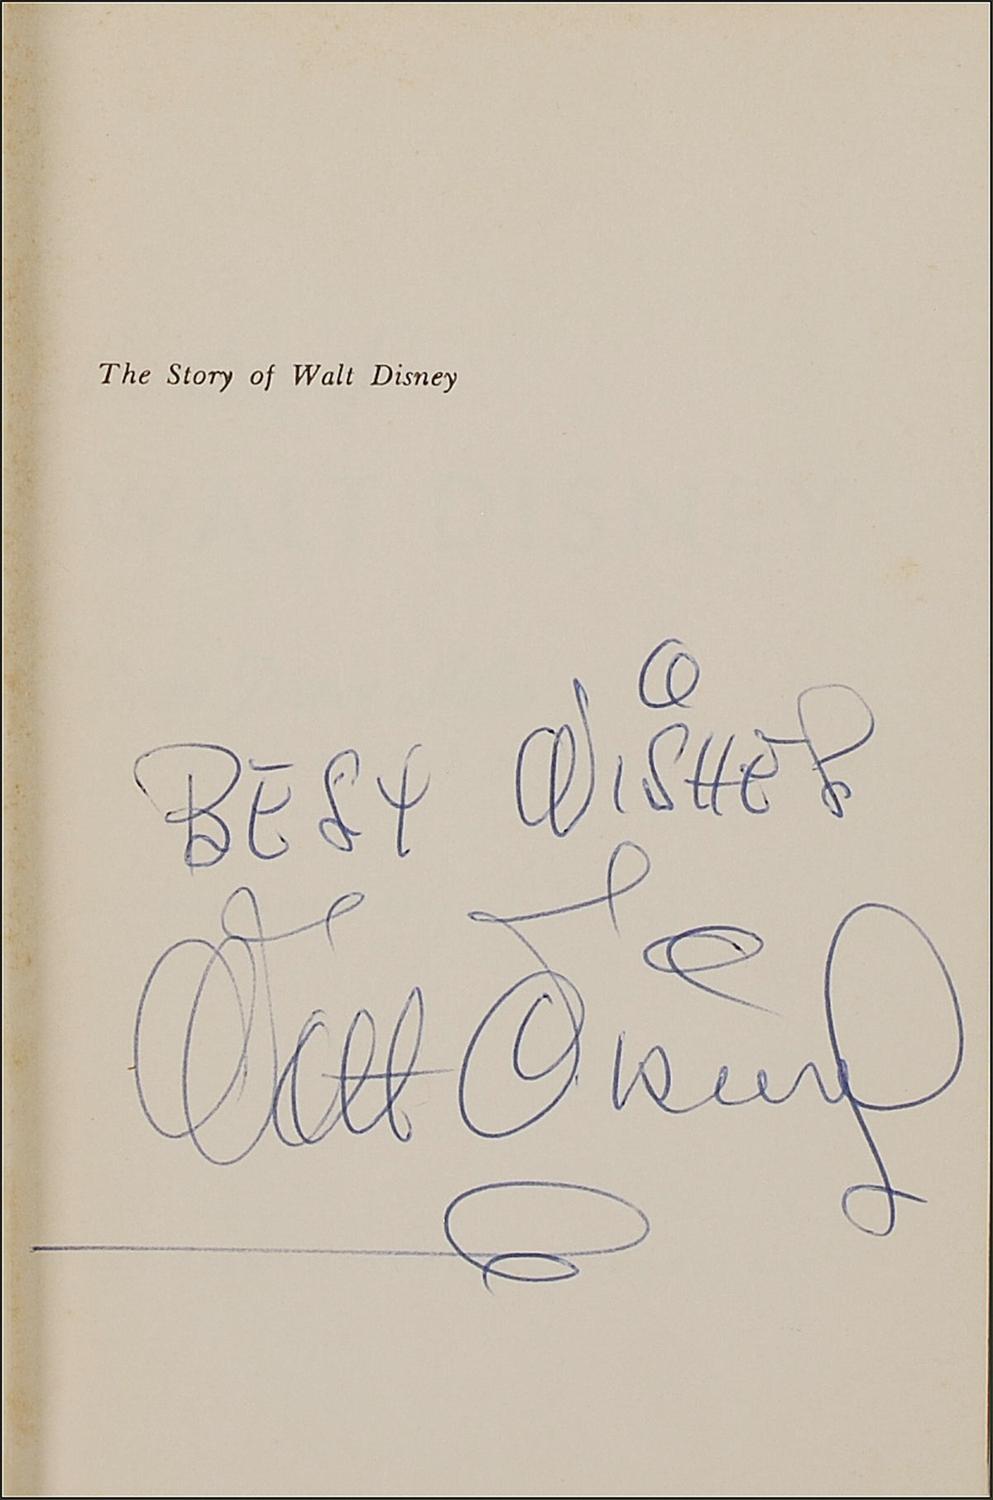 The Story of Walt Disney
BEST WISHES
Walt Disney